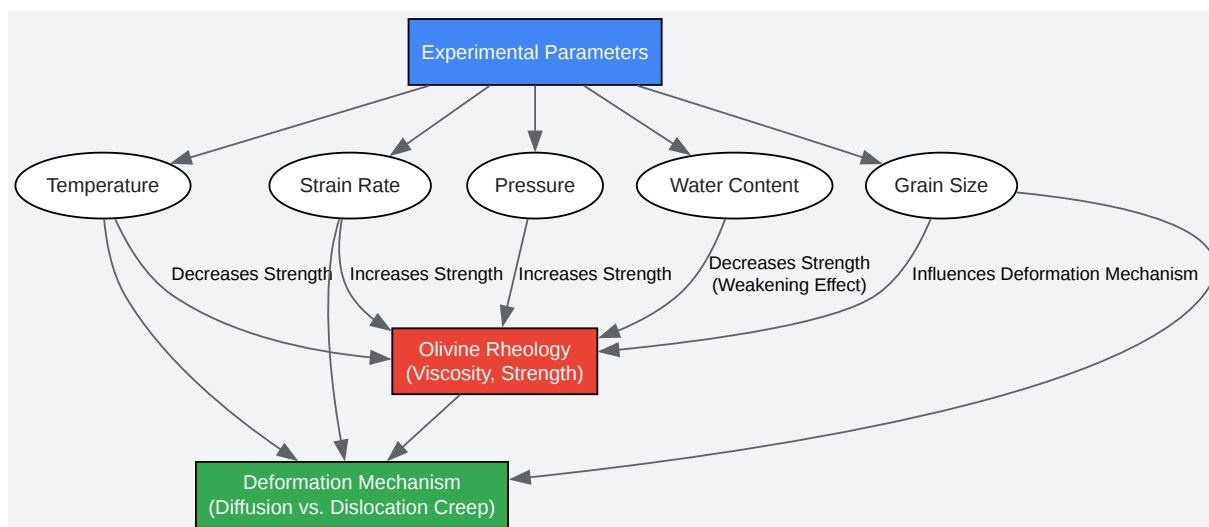 Experimental Parameters
Temperature
Strain Rate
Pressure
Water Content
Grain Size
Decreases Strength
Increases Strength
Increases Strength
Decreases Strength
(Weakening Effect)
Influences Deformation Mechanism
Olivine Rheology
(Viscosity, Strength)
Deformation Mechanism
(Diffusion vs. Dislocation Creep)